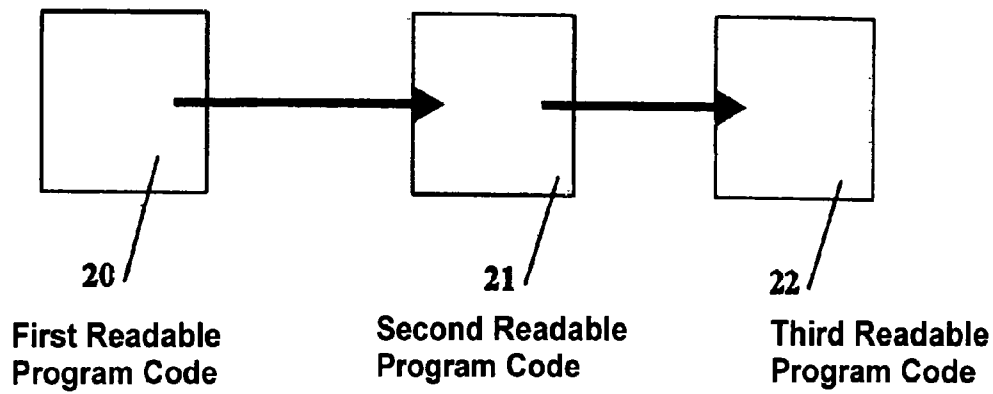 20
First Readable
Program Code
21
Second Readable
Program Code
22
Third Readable
Program Code